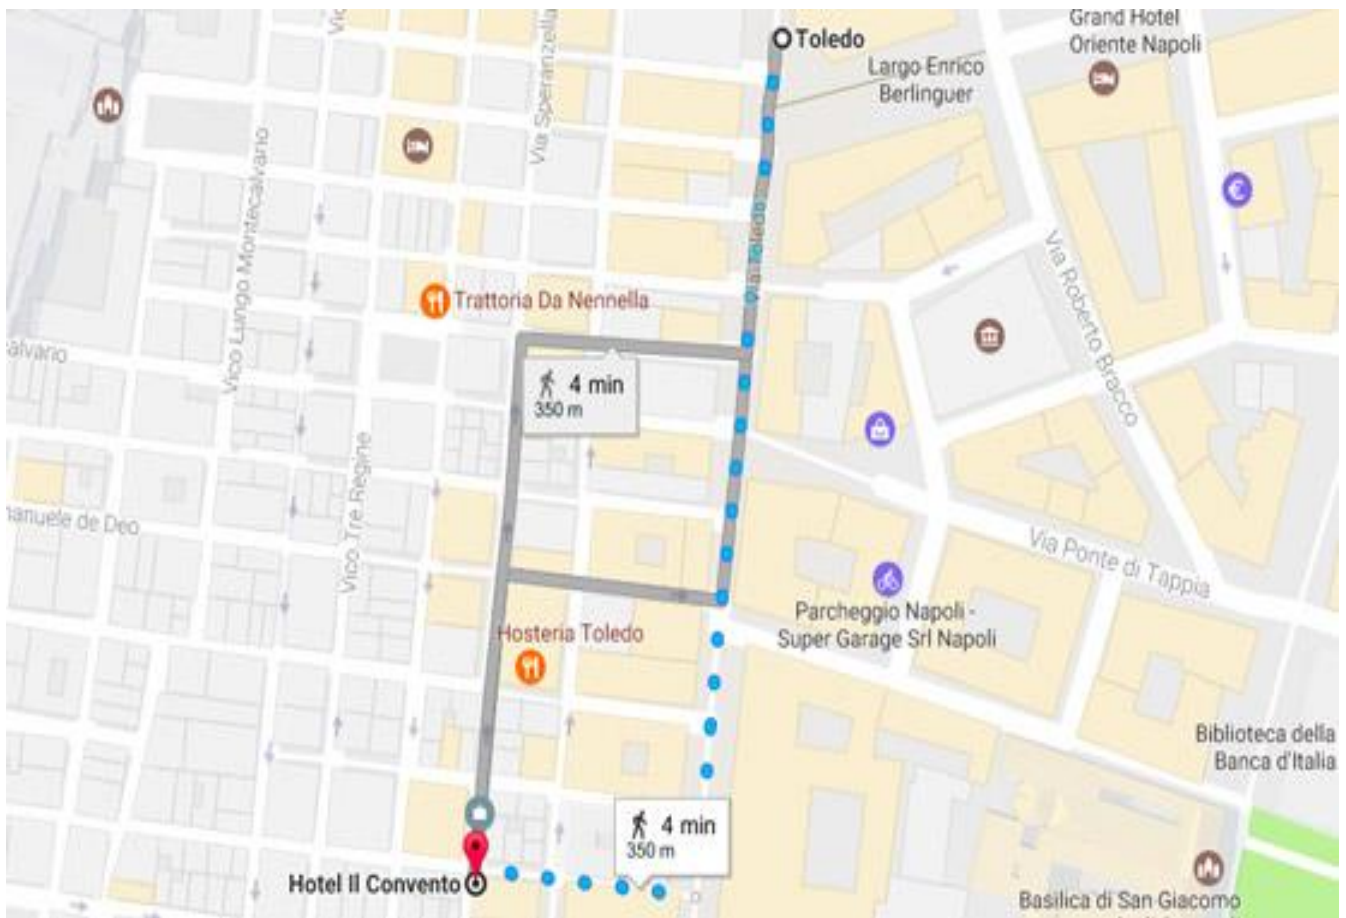 Grand Hotel
Oriente Napoli
Toledo
Largo Enrico
Berlinguer
Via Speranzella
Vico Lungo Montecalvario
Via Toledo
Via Roberto Bracco
Trattoria Da Nennella
alvario
4 min
350 m
Vico Tre Regine
anuele de Deo
Via Ponte di Tappia
Parcheggio Napoli -
Super Garage Srl Napoli
Hosteria Toledo
Biblioteca della
Banca d'Italia
4 min
350 m
Hotel Il Convento
Basilica di San Giacomo